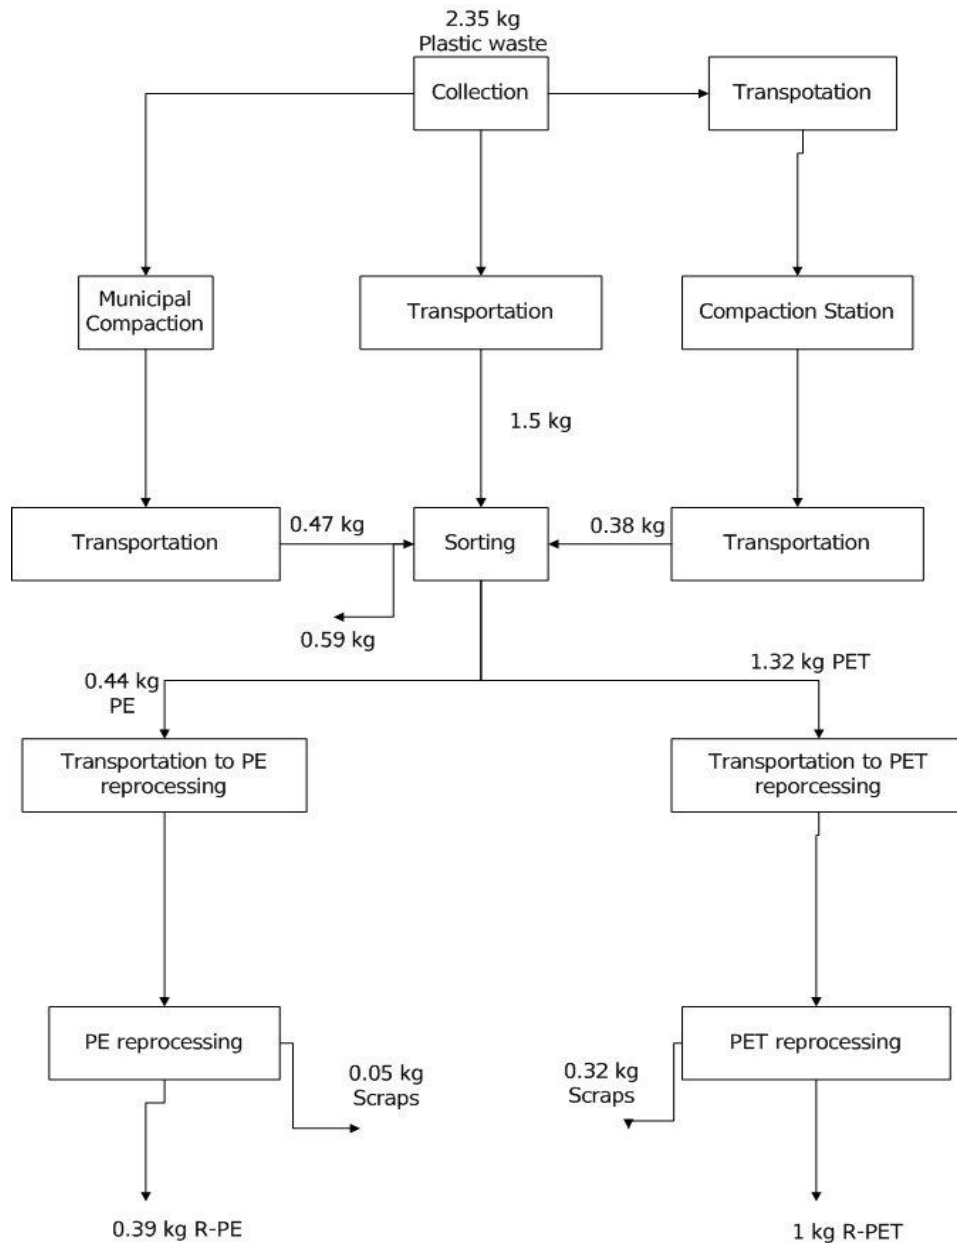 2.35 kg
Plastic waste
Collection
Transpotation
Municipal
Compaction
Transportation
Compaction Station
1.5 kg
Transportation
0.47 kg
Sorting
0.38 kg
Transportation
0.59 kg
0.44 kg
PE
1.32 kg PET
Transportation to PE
reprocessing
Transportation to PET
reporcessing
PE reprocessing
0.05 kg
Scraps
0.32 kg
Scraps
PET reprocessing
0.39 kg R-PE
1 kg R-PET